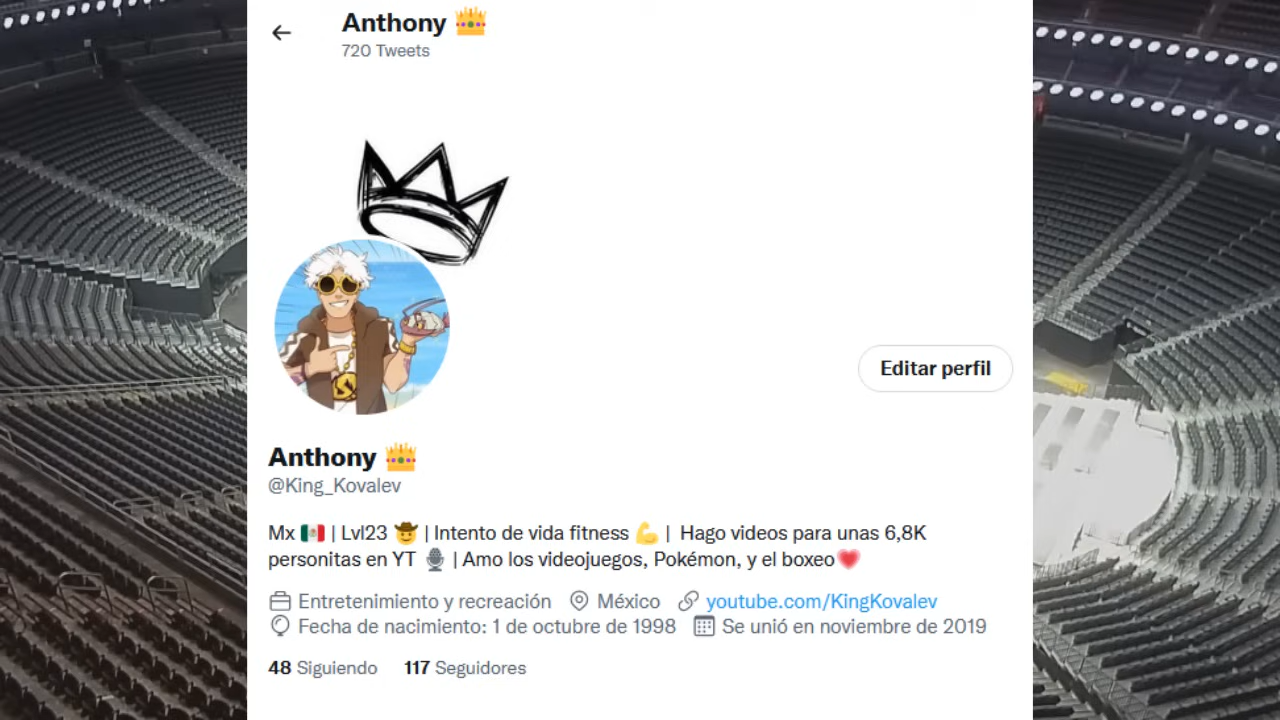 Anthony 👑
720 Tweets
Editar perfil
Anthony 👑
@King_Kovalev
Mx 🇲🇽 | Lvl23 🤠 | Intento de vida fitness 💪 | Hago videos para unas 6,8K
personitas en YT 🎙️ | Amo los videojuegos, Pokémon, y el boxeo❤️
Entretenimiento y recreación México youtube.com/KingKovalev
Fecha de nacimiento: 1 de octubre de 1998 Se unió en noviembre de 2019
48 Siguiendo 117 Seguidores